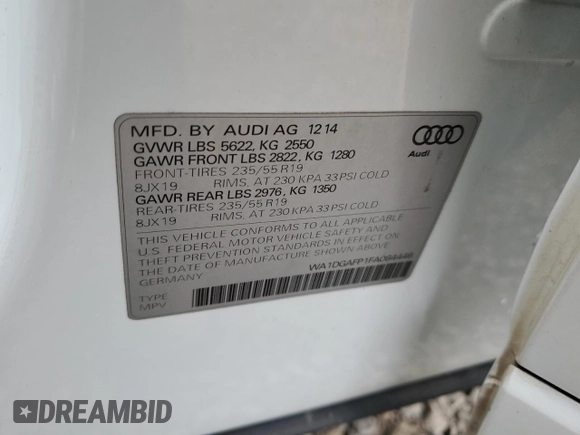 MFD. BY AUDI AG 12 14
GVWR LBS 5622, KG 2550
GAWR FRONT LBS 2822, KG 1280
FRONT-TIRES 235/55 R19
8JX19 RIMS, AT 230 KPA 33 PSI COLD
GAWR REAR LBS 2976, KG 1350
REAR-TIRES 235/55 R19
8JX19 RIMS, AT 230 KPA 33 PSI COLD
THIS VEHICLE CONFORMS TO ALL APPLICABLE
U.S. FEDERAL MOTOR VEHICLE SAFETY AND
THEFT PREVENTION STANDARDS IN EFFECT ON
THE DATE OF MANUFACTURE SHOWN ABOVE
GERMANY
Audi
WA1DGAFP1FA084446
TYPE
MPV
DREAMBID